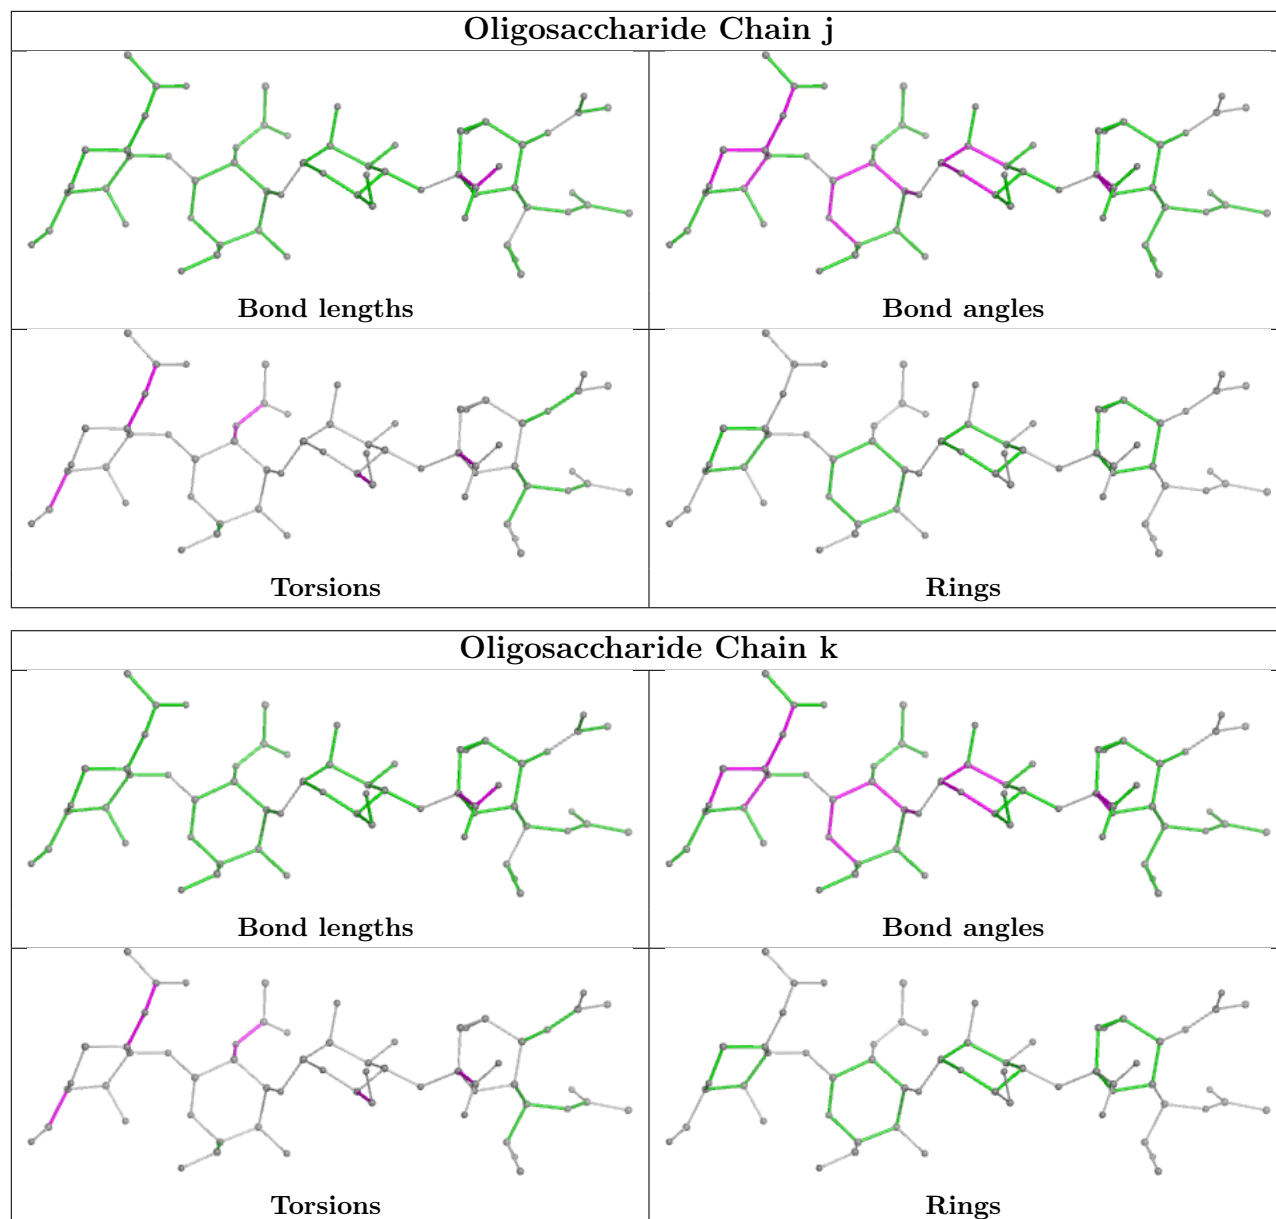 Oligosaccharide Chain j
Bond lengths
Bond angles
Torsions
Rings
Oligosaccharide Chain k
Bond lengths
Bond angles
Torsions
Rings